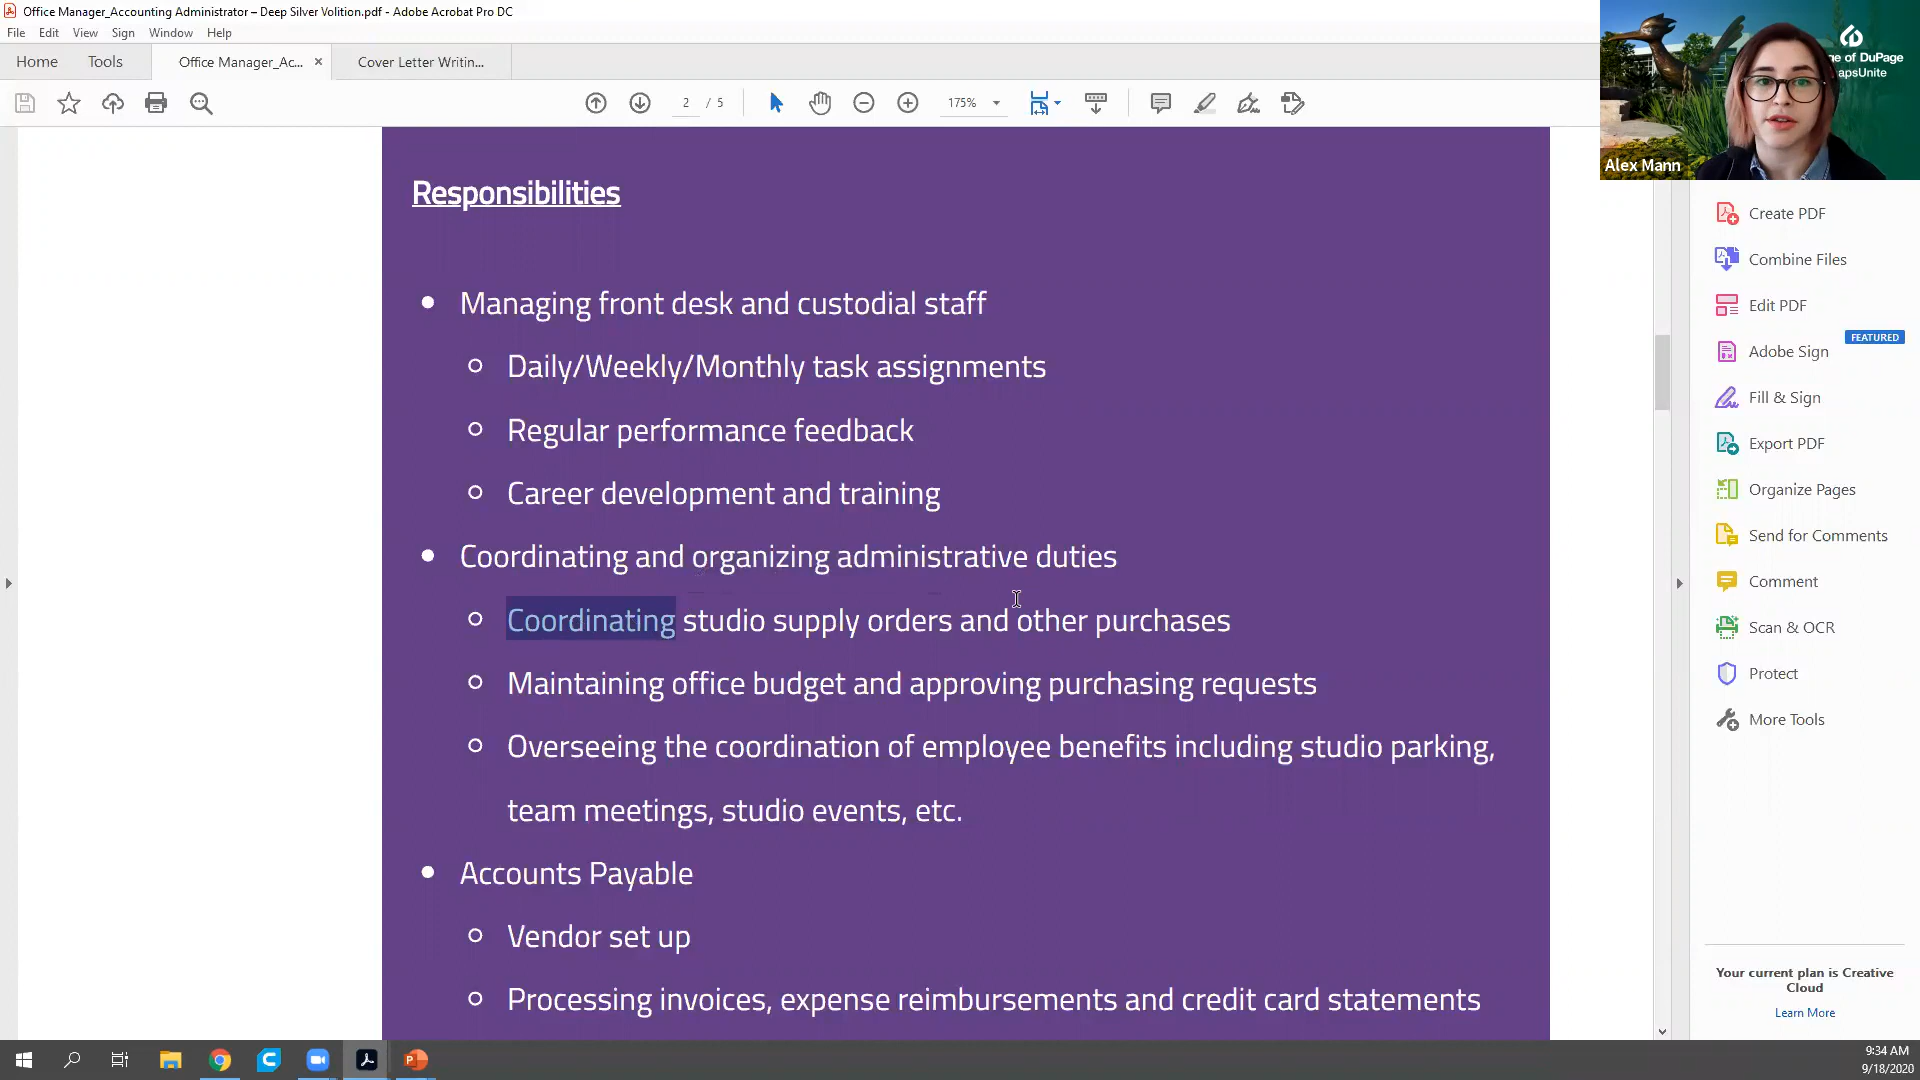 Office Manager_Accounting Administrator – Deep Silver Volition.pdf - Adobe Acrobat Pro DC
File Edit View Sign Window Help
Home Tools Office Manager_Ac... × Cover Letter Writin...
2 / 5 175%
ge of DuPage
apsUnite
Alex Mann
Responsibilities
Managing front desk and custodial staff
Daily/Weekly/Monthly task assignments
Regular performance feedback
Career development and training
Coordinating and organizing administrative duties
Coordinating studio supply orders and other purchases
Maintaining office budget and approving purchasing requests
Overseeing the coordination of employee benefits including studio parking,
team meetings, studio events, etc.
Accounts Payable
Vendor set up
Processing invoices, expense reimbursements and credit card statements
Create PDF
Combine Files
Edit PDF
FEATURED
Adobe Sign
Fill & Sign
Export PDF
Organize Pages
Send for Comments
Comment
Scan & OCR
Protect
More Tools
Your current plan is Creative
Cloud
Learn More
9:34 AM
9/18/2020